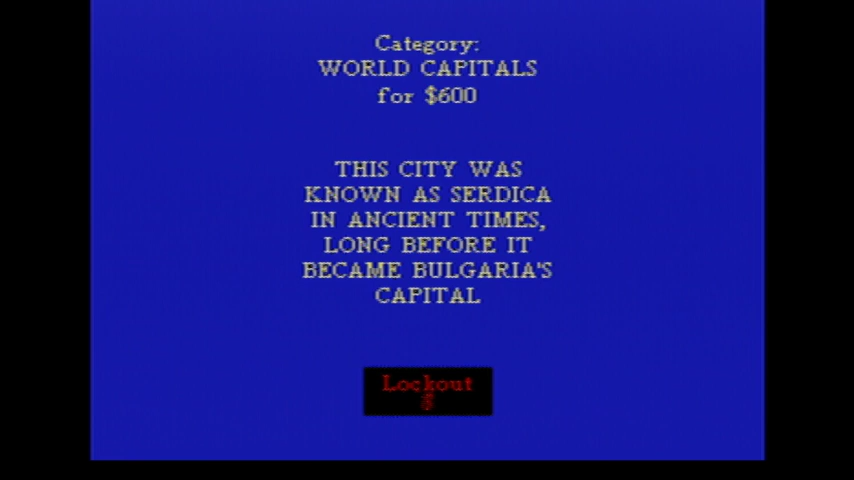 Category:
WORLD CAPITALS
for $600
THIS CITY WAS
KNOWN AS SERDICA
IN ANCIENT TIMES,
LONG BEFORE IT
BECAME BULGARIA'S
CAPITAL
Lockout